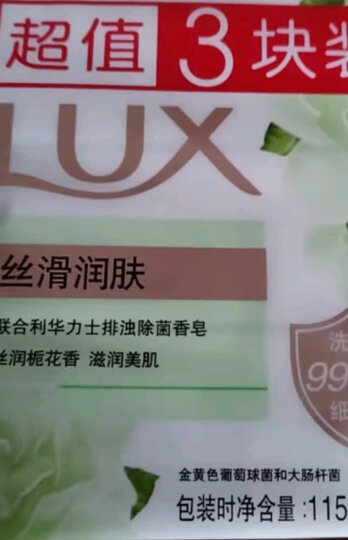 超值 3块装
LUX
丝滑润肤
联合利华力士排浊除菌香皂
丝润栀花香 滋润美肌
洗
99
细
金黄色葡萄球菌和大肠杆菌
包装时净含量:115